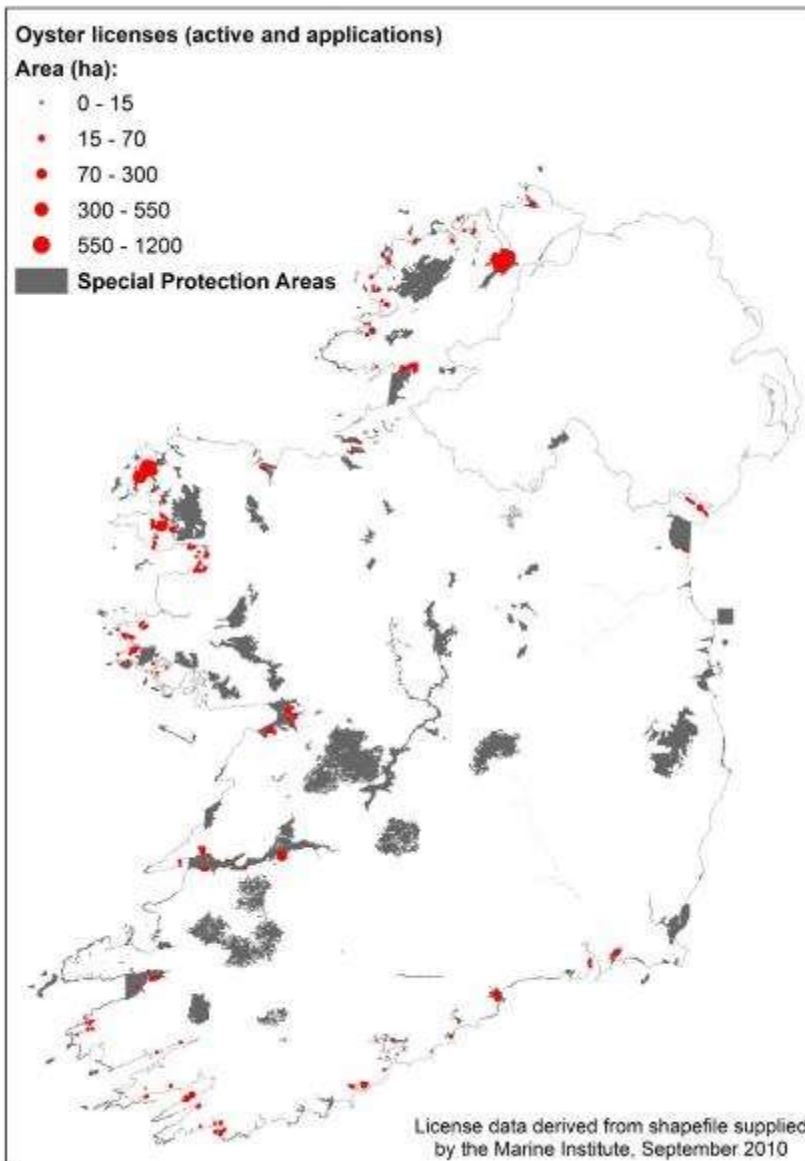 Oyster licenses (active and applications)
Area (ha):
0 - 15
15 - 70
70 - 300
300 - 550
550 - 1200
Special Protection Areas
License data derived from shapefile supplied
by the Marine Institute, September 2010